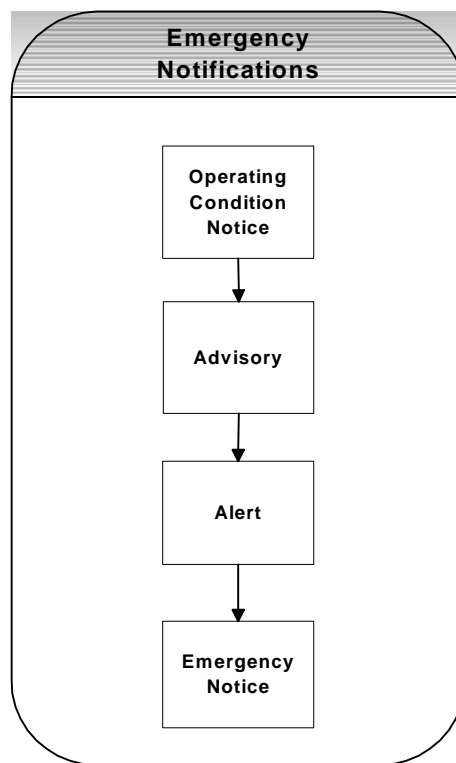 Emergency
Notifications
Operating
Condition
Notice
Advisory
Alert
Emergency
Notice